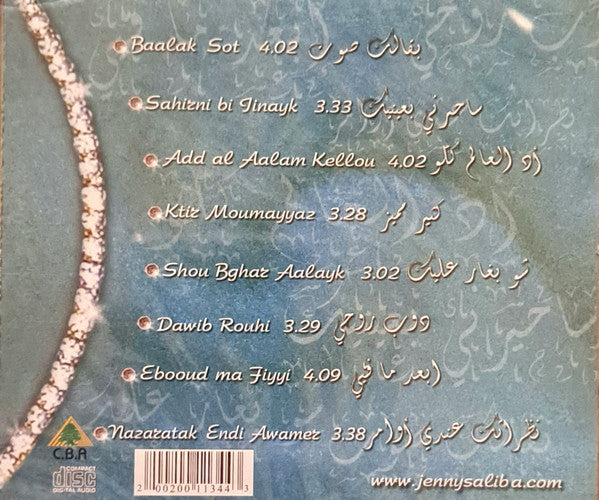 Baalak Sot 4.02 بقالك صوت
Sahirni bi Iinayk 3.33 ساحرني بعينيك
Add al Aalam Kellou 4.02 أد العالم كلو
Ktir Moumayyaz 3.28 كتير مميز
Shou Bghar Aalayk 3.02 شو بغار عليك
Dawib Rouhi 3.29 دوب روحي
Ebooud ma Fiyyi 4.09 ابعد ما فيي
Nazaratak Endi Awamer 3.38 نظراتك عندي أوامر
C.B.A
COMPACT
disc
DIGITAL AUDIO
2 00200 11344 3
www.jennysaliba.com